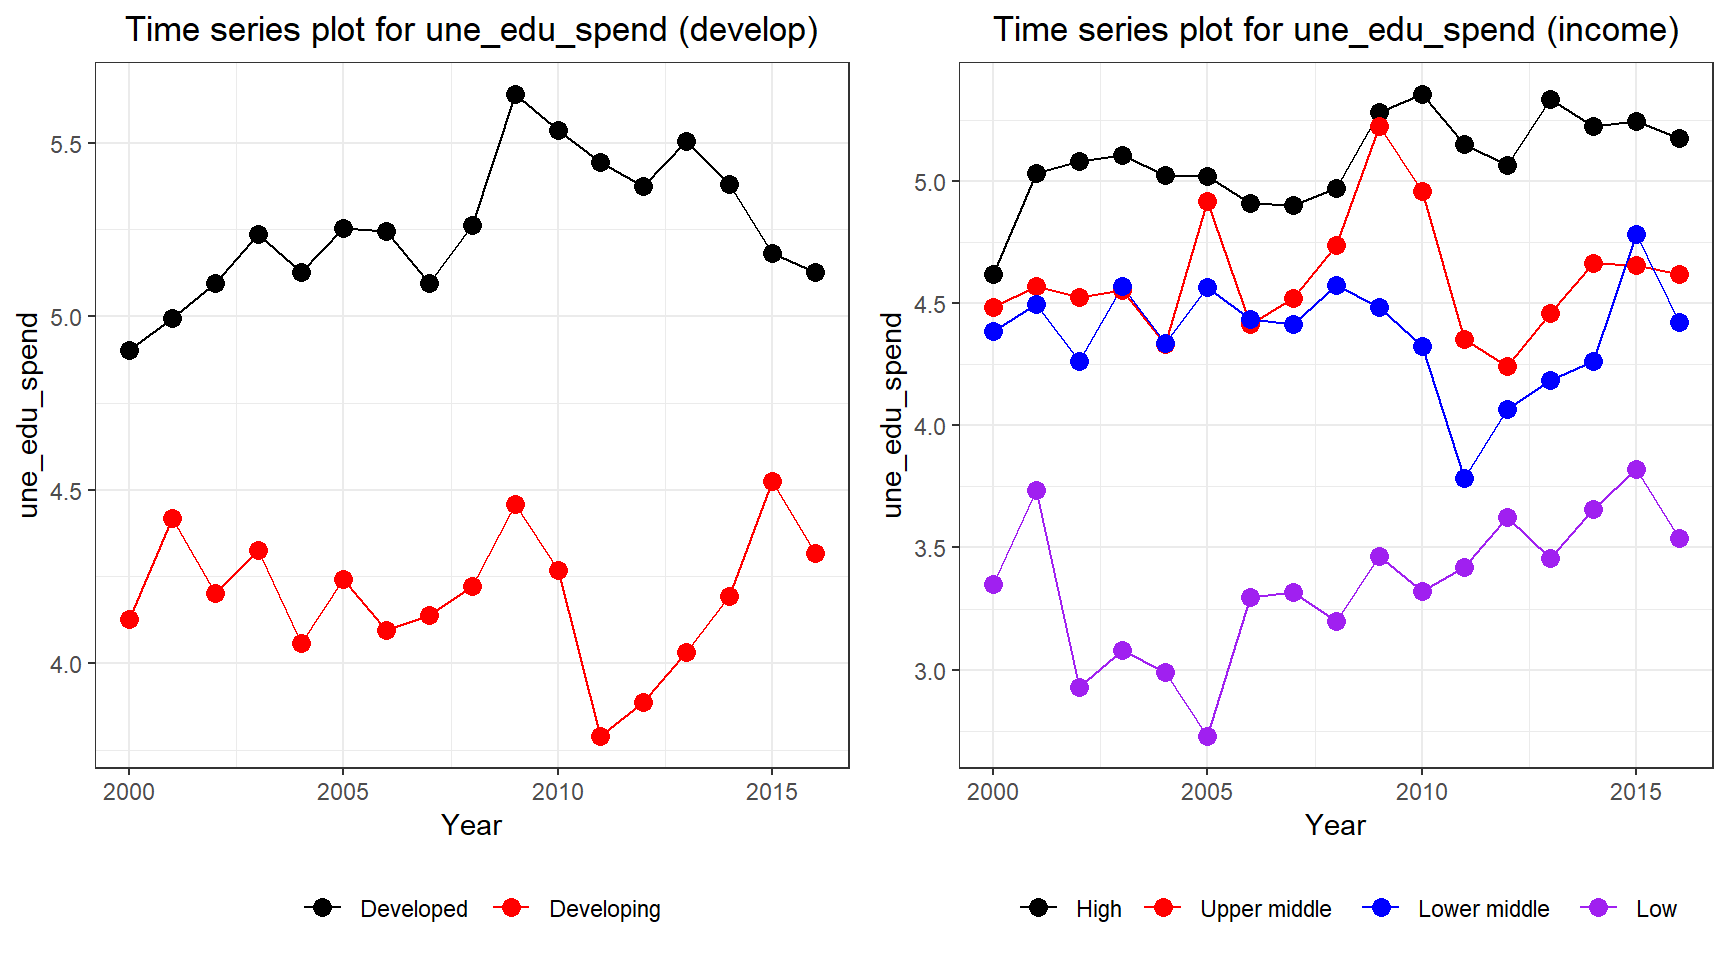 Time series plot for une_edu_spend (develop)
une_edu_spend
5.5
5.0
4.5
4.0
2000 2005 2010 2015
Year
Developed Developing
Time series plot for une_edu_spend (income)
une_edu_spend
5.0
4.5
4.0
3.5
3.0
2000 2005 2010 2015
Year
High Upper middle Lower middle Low